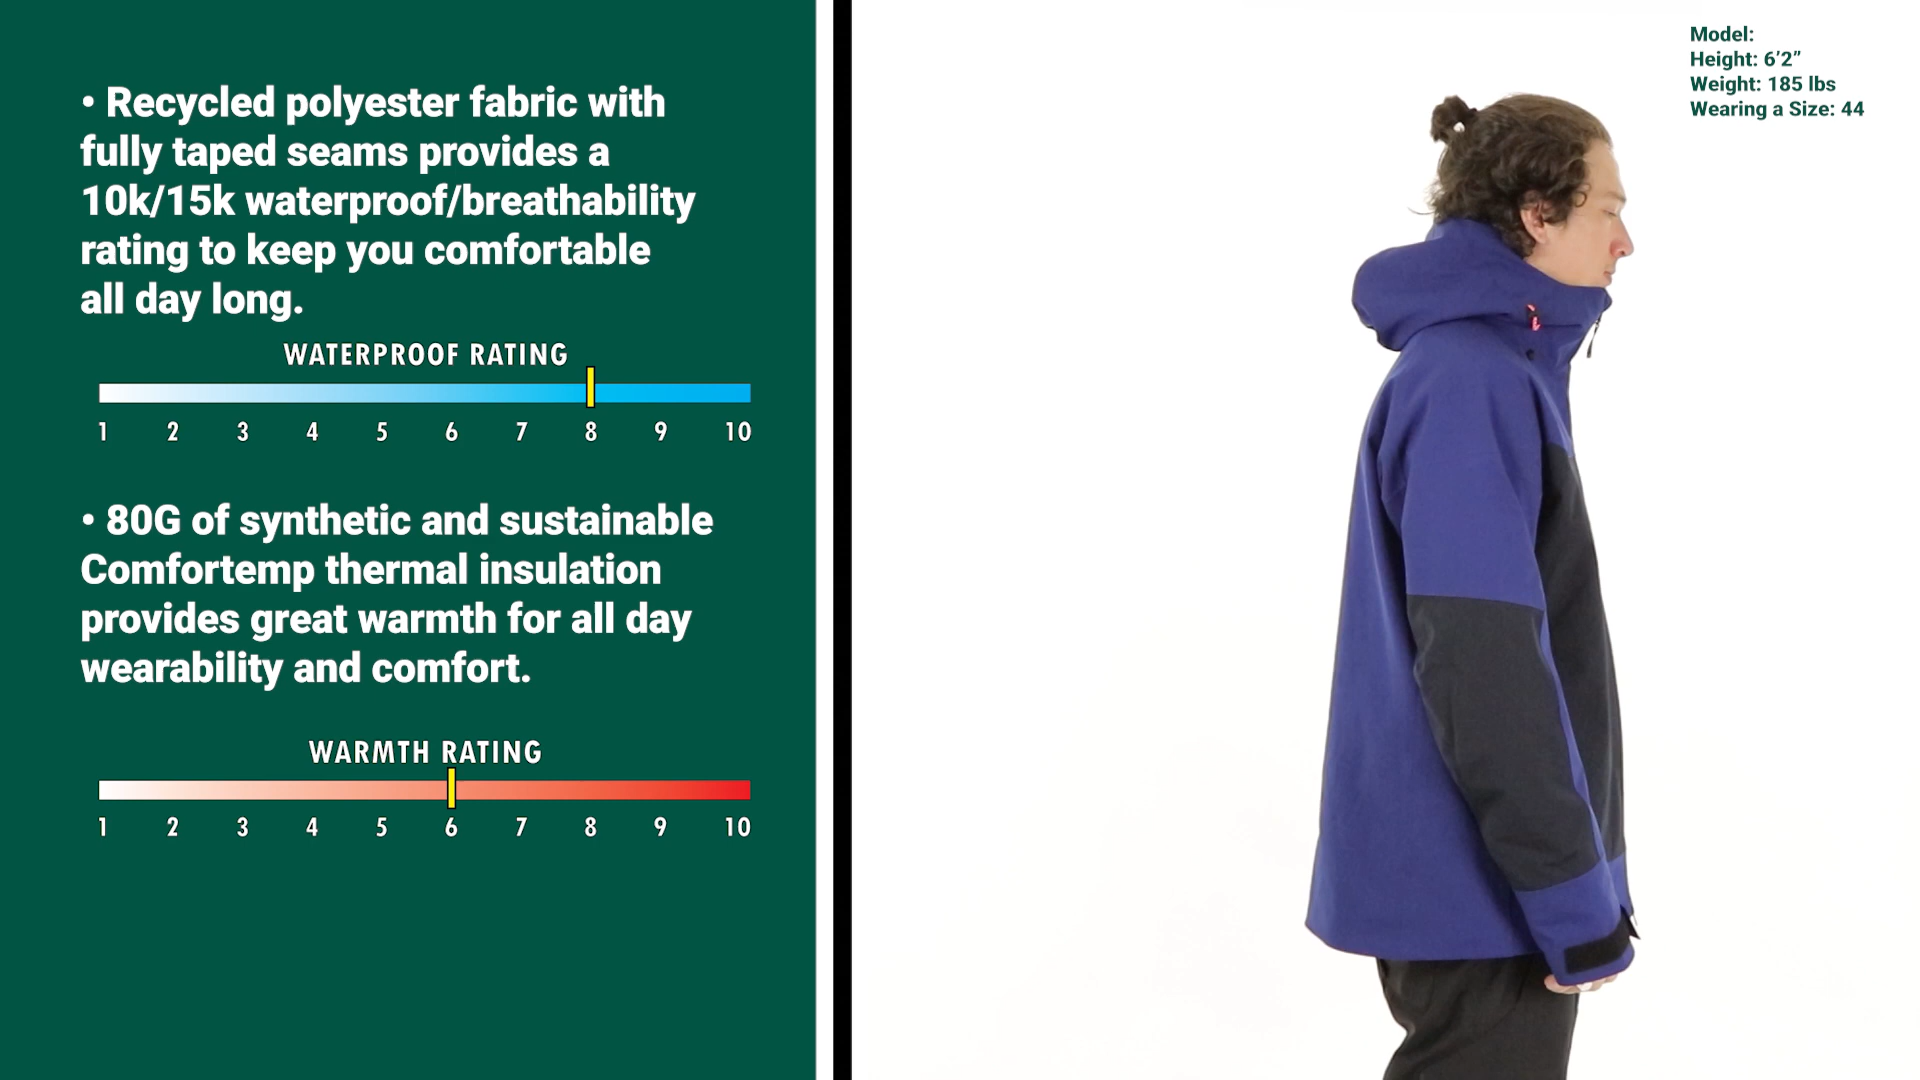 • Recycled polyester fabric with
fully taped seams provides a
10k/15k waterproof/breathability
rating to keep you comfortable
all day long.
WATERPROOF RATING
1 2 3 4 5 6 7 8 9 10
• 80G of synthetic and sustainable
Comfortemp thermal insulation
provides great warmth for all day
wearability and comfort.
WARMTH RATING
1 2 3 4 5 6 7 8 9 10
Model:
Height: 6’2”
Weight: 185 lbs
Wearing a Size: 44